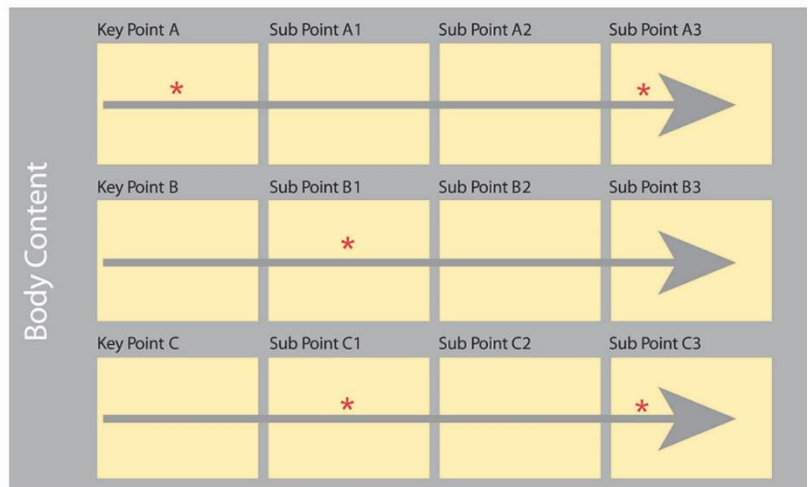 Key Point A Sub Point A1 Sub Point A2 Sub Point A3
* *
Key Point B Sub Point B1 Sub Point B2 Sub Point B3
*
Key Point C Sub Point C1 Sub Point C2 Sub Point C3
* *
Body Content